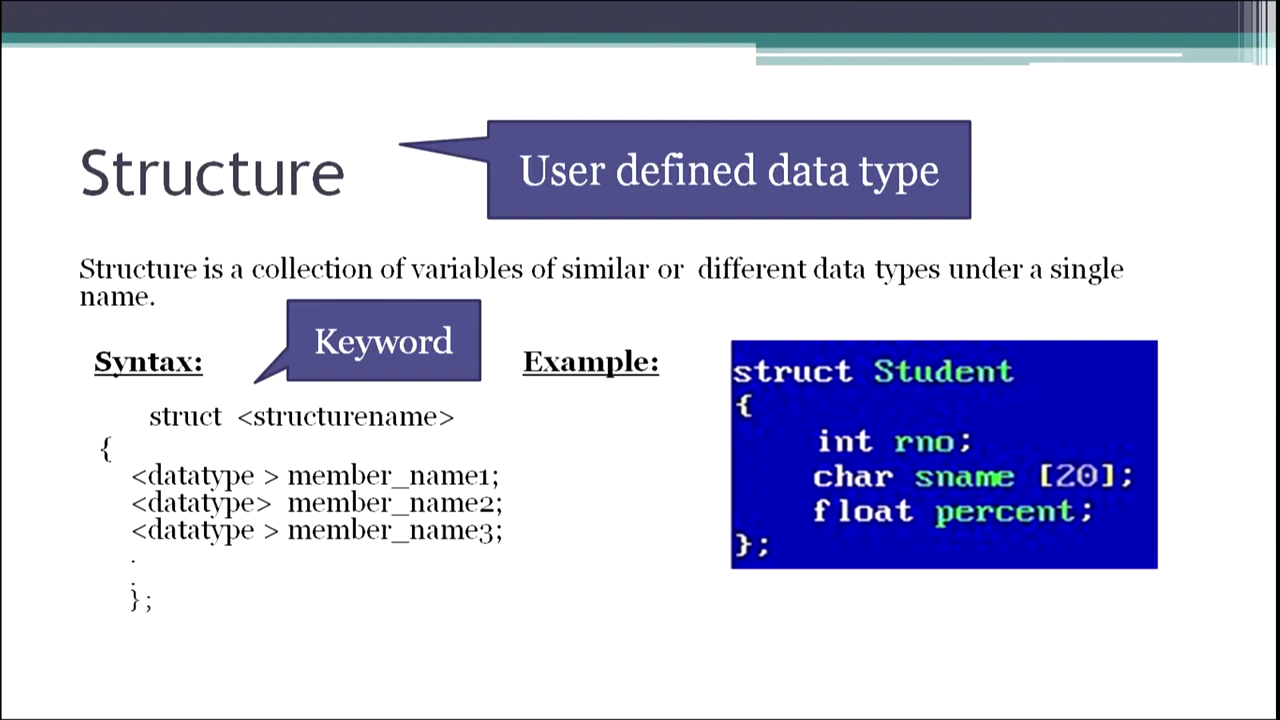 Structure
User defined data type
Structure is a collection of variables of similar or different data types under a single
name.
Keyword
Syntax:
struct <structurename>
{
<datatype > member_name1;
<datatype> member_name2;
<datatype > member_name3;
.
.
};
Example:
struct Student
{
int rno;
char sname [20];
float percent;
};